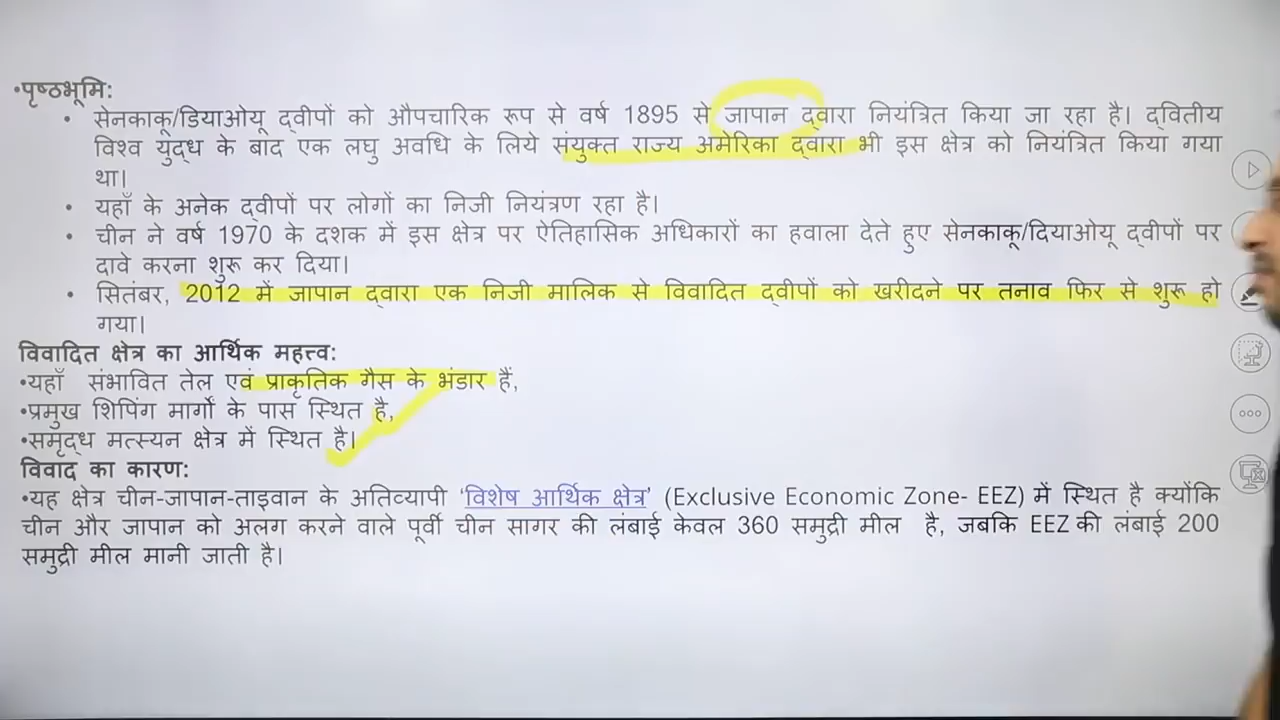 •पृष्ठभूमि:
• सेनकाकू/डियाओयू द्वीपों को औपचारिक रूप से वर्ष 1895 से जापान द्वारा नियंत्रित किया जा रहा है। द्वितीय
विश्व युद्ध के बाद एक लघु अवधि के लिये संयुक्त राज्य अमेरिका द्वारा भी इस क्षेत्र को नियंत्रित किया गया
था।
• यहाँ के अनेक द्वीपों पर लोगों का निजी नियंत्रण रहा है।
• चीन ने वर्ष 1970 के दशक में इस क्षेत्र पर ऐतिहासिक अधिकारों का हवाला देते हुए सेनकाकू/दियाओयू द्वीपों पर
दावे करना शुरू कर दिया।
• सितंबर, 2012 में जापान द्वारा एक निजी मालिक से विवादित द्वीपों को खरीदने पर तनाव फिर से शुरू हो
गया।
विवादित क्षेत्र का आर्थिक महत्त्व:
•यहाँ संभावित तेल एवं प्राकृतिक गैस के भंडार हैं,
•प्रमुख शिपिंग मार्गों के पास स्थित है,
•समृद्ध मत्स्यन क्षेत्र में स्थित है।
विवाद का कारण:
•यह क्षेत्र चीन-जापान-ताइवान के अतिव्यापी 'विशेष आर्थिक क्षेत्र' (Exclusive Economic Zone- EEZ) में स्थित है क्योंकि
चीन और जापान को अलग करने वाले पूर्वी चीन सागर की लंबाई केवल 360 समुद्री मील है, जबकि EEZ की लंबाई 200
समुद्री मील मानी जाती है।